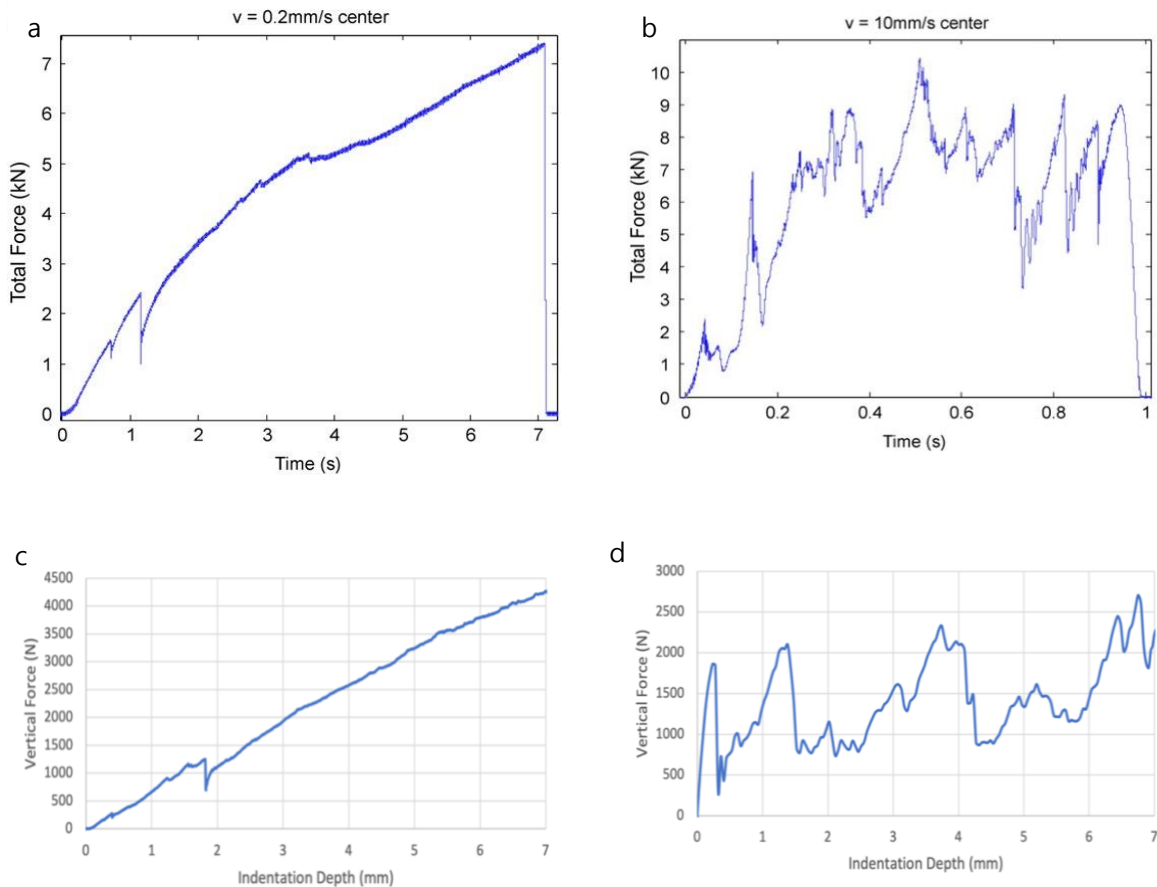 a
v = 0.2mm/s center
Total Force (kN)
7
6
5
4
3
2
1
0
0 1 2 3 4 5 6 7
Time (s)
b
v = 10mm/s center
Total Force (kN)
10
9
8
7
6
5
4
3
2
1
0
0 0.2 0.4 0.6 0.8 1
Time (s)
c
Vertical Force (N)
4500
4000
3500
3000
2500
2000
1500
1000
500
0
0 1 2 3 4 5 6 7
Indentation Depth (mm)
d
Vertical Force (N)
3000
2500
2000
1500
1000
500
0
0 1 2 3 4 5 6 7
Indentation Depth (mm)